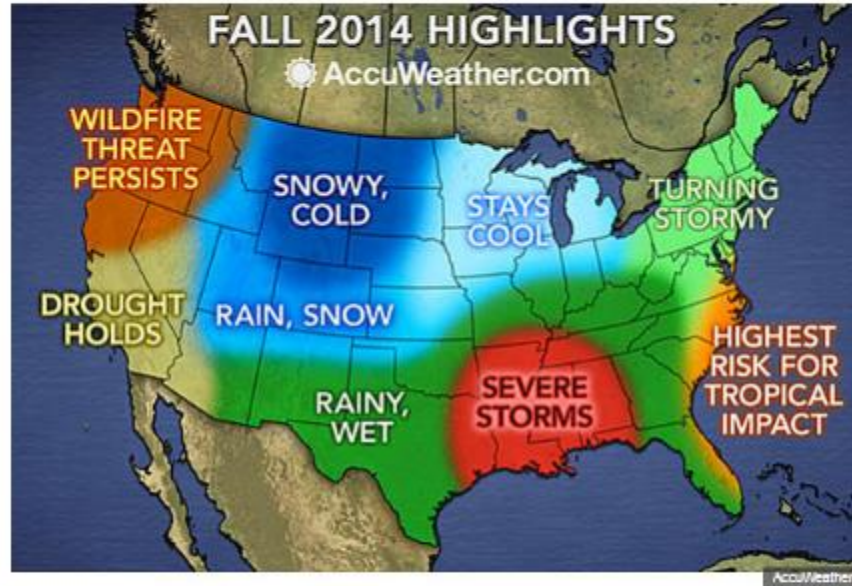 FALL 2014 HIGHLIGHTS
AccuWeather.com
WILDFIRE
THREAT
PERSISTS
SNOWY,
COLD
STAYS
COOL
TURNING
STORMY
DROUGHT
HOLDS
RAIN, SNOW
RAINY,
WET
SEVERE
STORMS
HIGHEST
RISK FOR
TROPICAL
IMPACT
AccuWeather